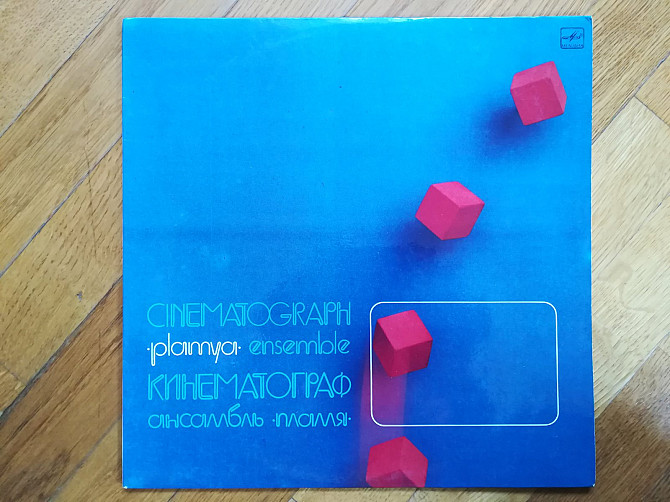 CINEMATOGRAPH
·plamya· ensemble
КИНЕМАТОГРАФ
ансамбль ·пламя·